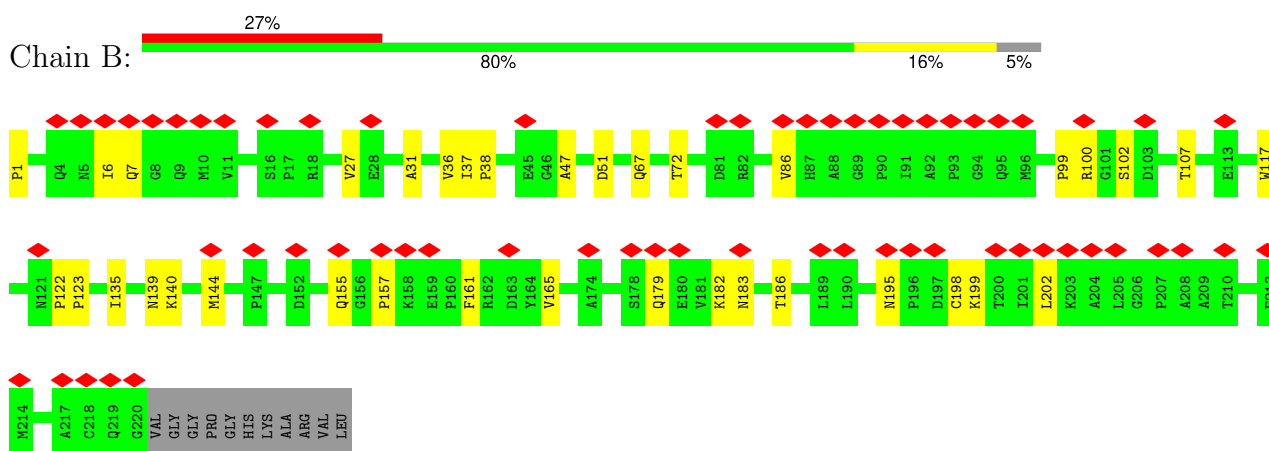 27%
Chain B:
80% 16% 5%
P1 Q4 N5 I6 Q7 G8 Q9 M10 V11 S16 P17 R18 V27 E28 A31 V36 I37 P38 E45 G46 A47 D51 Q67 T72 D81 R82 V86 H87 A88 G89 P90 I91 A92 P93 G94 Q95 M96 P99 R100 G101 S102 D103 T107 E113 W117
N121 P122 P123 I135 N139 K140 M144 P147 D152 Q155 G156 P157 K158 E159 P160 F161 R162 D163 Y164 V165 A174 S178 Q179 E180 V181 K182 N183 T186 L189 L190 N195 P196 D197 C198 K199 T200 I201 L202 K203 A204 L205 G206 P207 A208 A209 T210
M214 A217 C218 Q219 G220 VAL GLY GLY PRO GLY HIS LYS ALA ARG VAL LEU